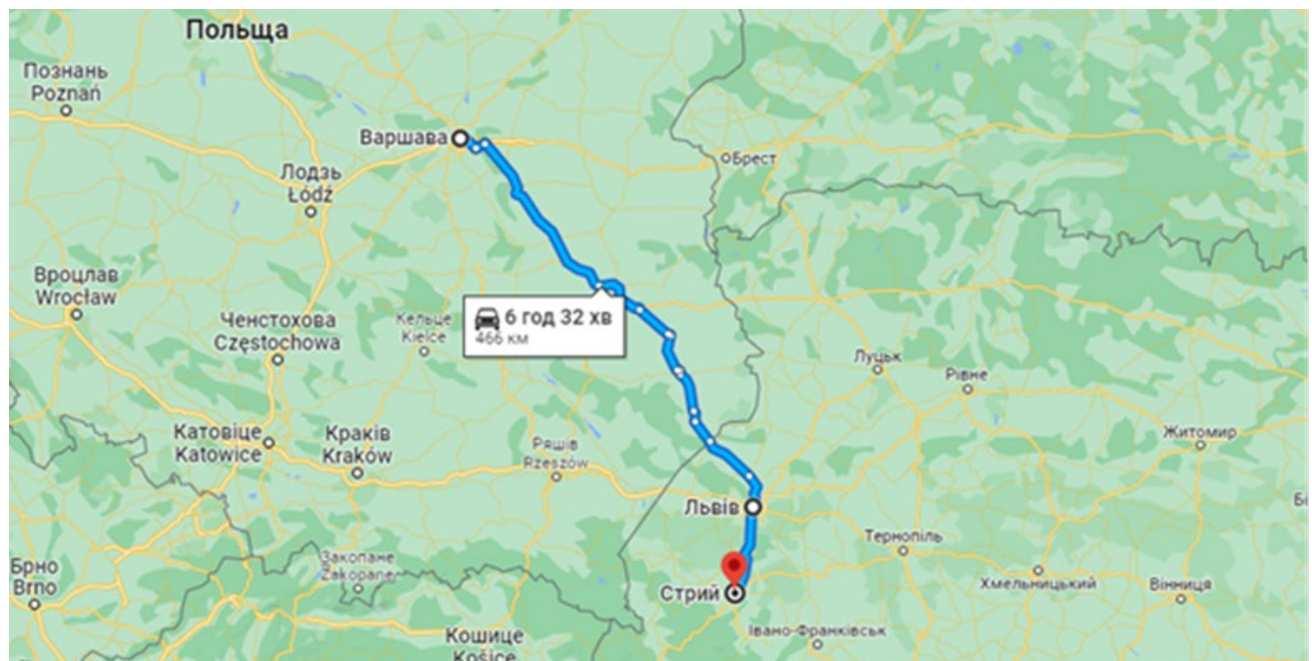 Польща
Познань
Poznań
Варшава
Брест
Лодзь
Łódź
Вроцлав
Wrocław
6 год 32 хв
466 км
Ченстохова
Częstochowa
Кельце
Kielce
Луцьк
Рівне
Катовіце
Katowice
Краків
Kraków
Ряшів
Rzeszów
Житомир
Львів
Тернопіль
Закопане
Zakopane
Хмельницький
Вінниця
Брно
Brno
Стрий
Івано-Франківськ
Кошице
Košice